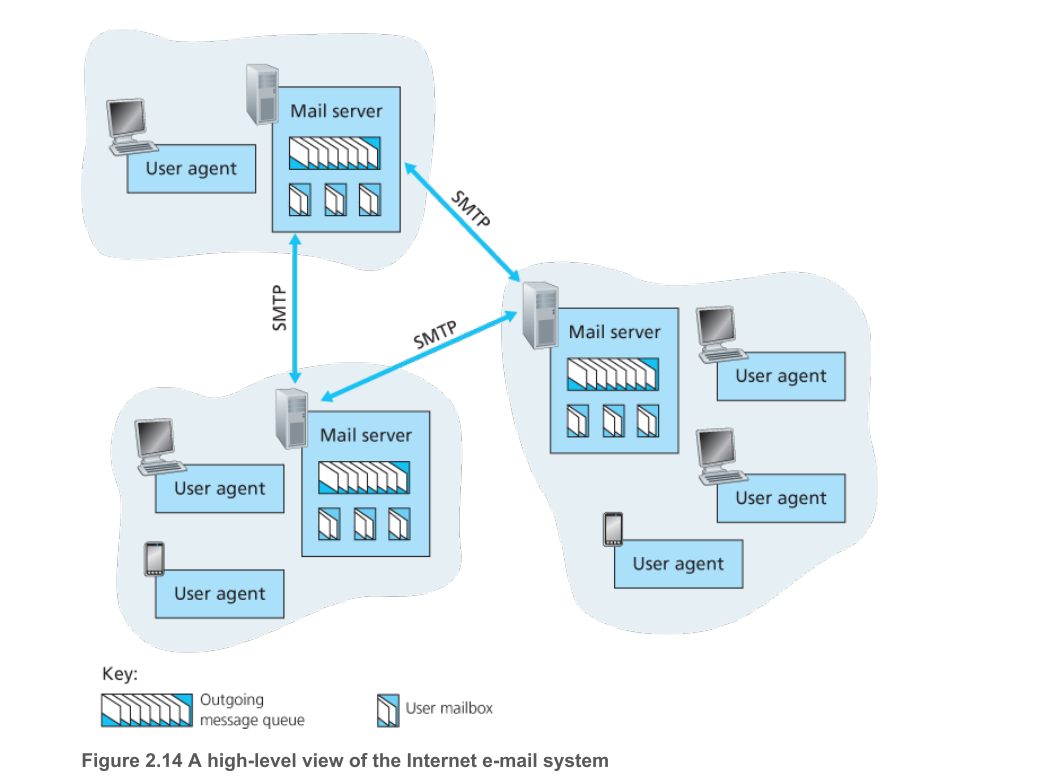 Mail server
User agent
SMTP
SMTP
SMTP
Mail server
User agent
User agent
User agent
Mail server
User agent
User agent
Key:
Outgoing
message queue
User mailbox
Figure 2.14 A high-level view of the Internet e-mail system